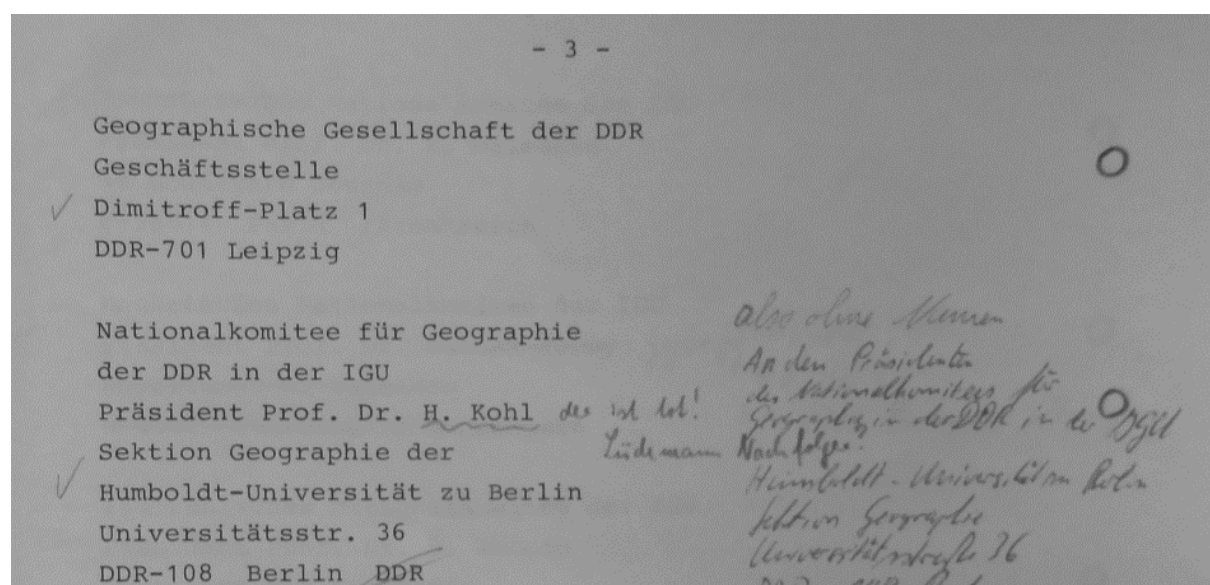 - 3 -
Geographische Gesellschaft der DDR
Geschäftsstelle
Dimitroff-Platz 1
DDR-701 Leipzig
Nationalkomitee für Geographie
der DDR in der IGU
Präsident Prof. Dr. H. Kohl der ist tot!
Lüdemann Nachfolger.
Sektion Geographie der
Humboldt-Universität zu Berlin
Universitätsstr. 36
DDR-108 Berlin DDR
also ohne Namen
An den Präsidenten
des Nationalkomitees für
Geographie in der DDR in der IGU
Humboldt-Universität zu Berlin
Sektion Geographie
Universitätsstraße 36